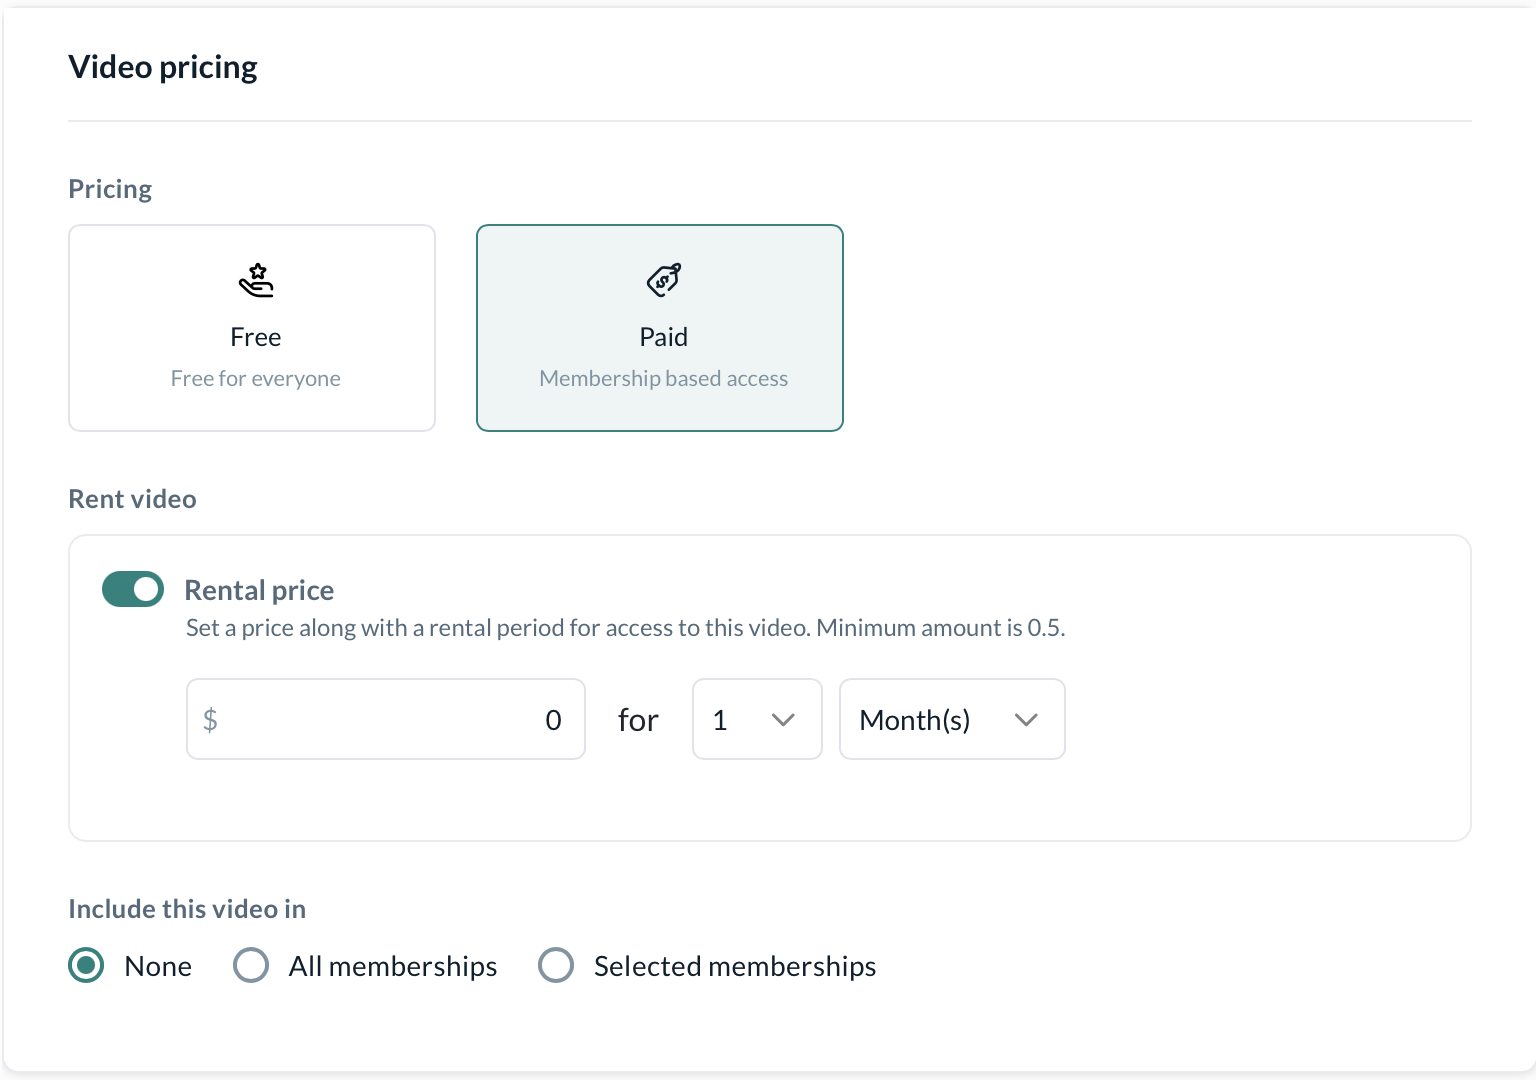 Video pricing
Pricing
Free
Free for everyone
Paid
Membership based access
Rent video
Rental price
Set a price along with a rental period for access to this video. Minimum amount is 0.5.
$ 0 for 1 Month(s)
Include this video in
None All memberships Selected memberships